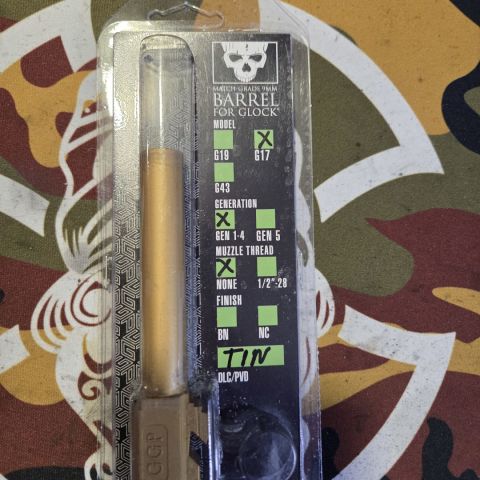 MATCH-GRADE 9MM
BARREL
FOR GLOCK®
MODEL
X
G19 G17
G43
GENERATION
X
GEN 1-4 GEN 5
MUZZLE THREAD
X
NONE 1/2"-28
FINISH
BN NC
TIN
DLC/PVD
GGP